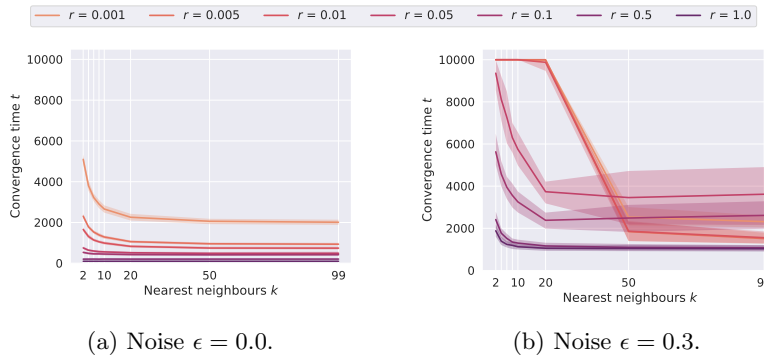 r = 0.001 r = 0.005 r = 0.01 r = 0.05 r = 0.1 r = 0.5 r = 1.0
10000
8000
6000
4000
2000
0
Convergence time t
2 10 20 50 99
Nearest neighbours k
(a) Noise ϵ = 0.0.
10000
8000
6000
4000
2000
0
Convergence time t
2 10 20 50 9
Nearest neighbours k
(b) Noise ϵ = 0.3.